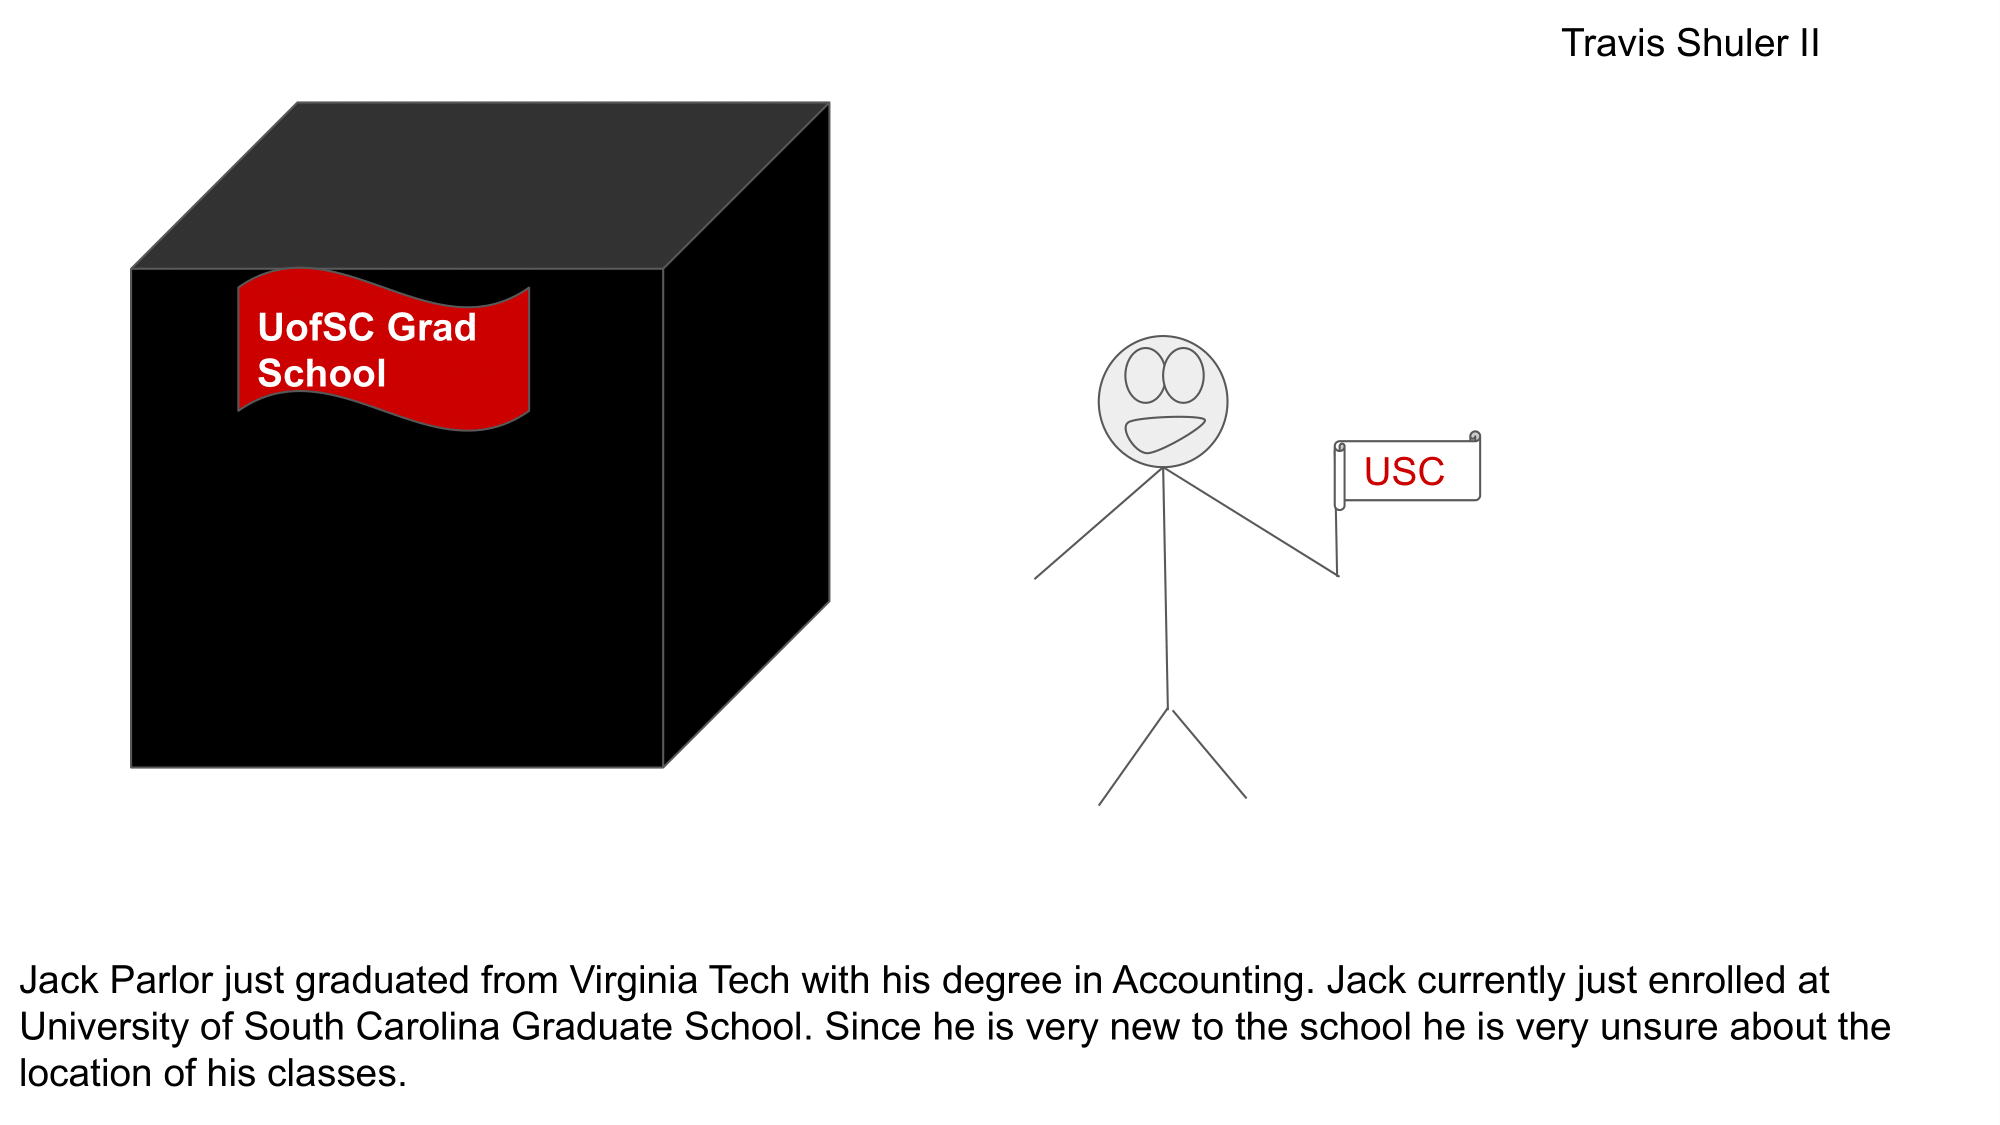 Travis Shuler II
UofSC Grad
School
USC
Jack Parlor just graduated from Virginia Tech with his degree in Accounting. Jack currently just enrolled at
University of South Carolina Graduate School. Since he is very new to the school he is very unsure about the
location of his classes.